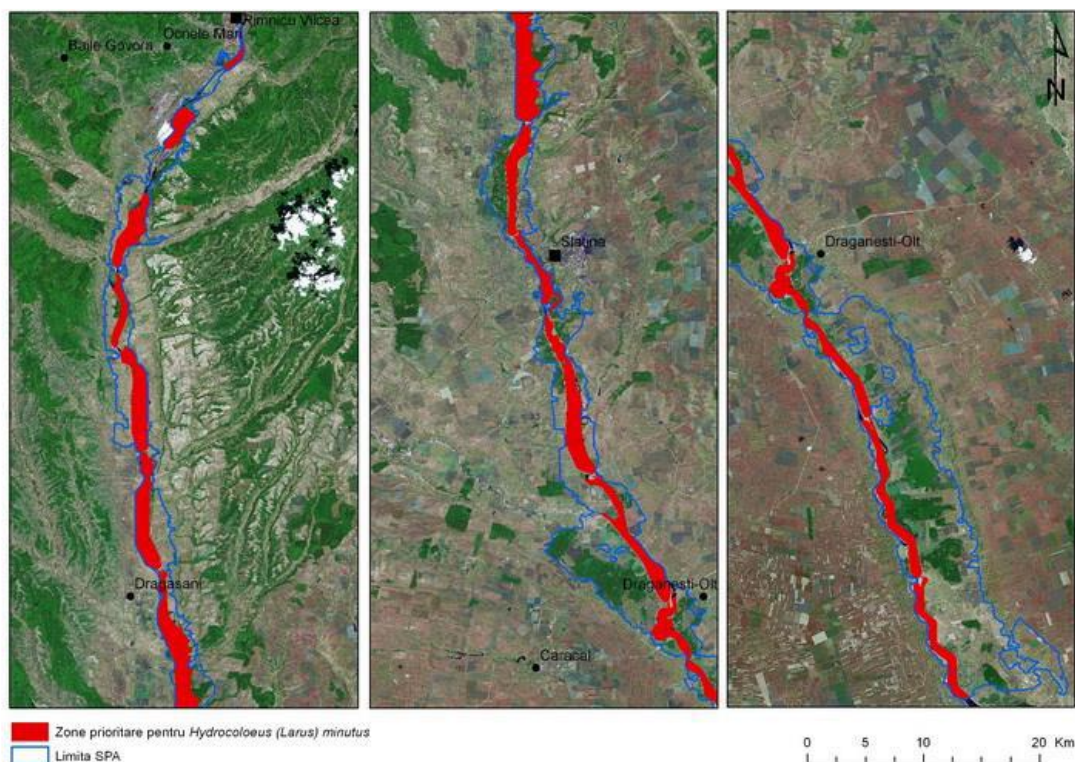 Rimnicu Vilcea
Ocnele Mari
Baile Govora
Dragasani
Slatina
Draganesti-Olt
Caracal
Draganesti-Olt
N
Zone prioritare pentru Hydrocoloeus (Larus) minutus
Limita SPA
0 5 10 20 Km